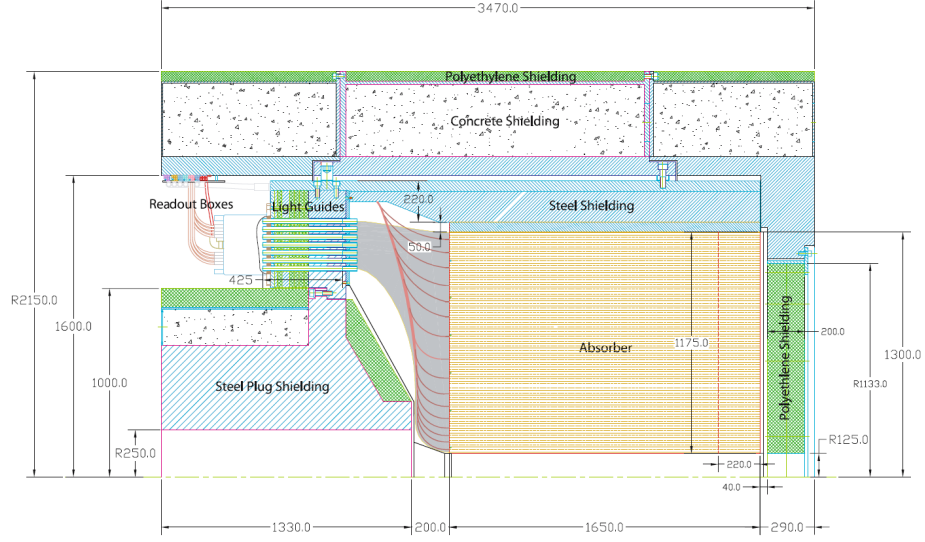 3470.0
Polyethylene Shielding
Concrete Shielding
Readout Boxes
Light Guides
220.0
Steel Shielding
50.0
425
R2150.0
1600.0
1000.0
Absorber
1175.0
Polyethlene Shielding
200.0
1300.0
R1133.0
Steel Plug Shielding
R250.0
R125.0
220.0
40.0
1330.0
200.0
1650.0
290.0